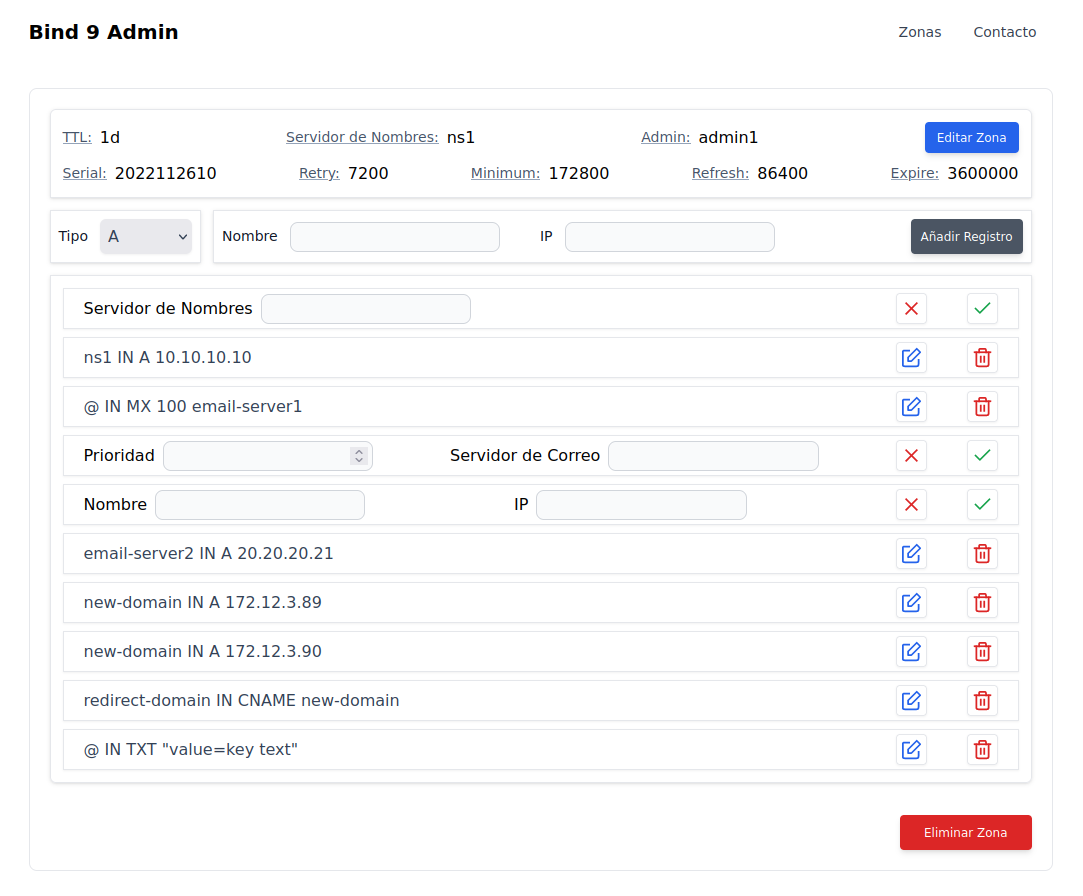 Bind 9 Admin Zonas Contacto
TTL: 1d Servidor de Nombres: ns1 Admin: admin1 Editar Zona
Serial: 2022112610 Retry: 7200 Minimum: 172800 Refresh: 86400 Expire: 3600000
Tipo A Nombre IP Añadir Registro
Servidor de Nombres
ns1 IN A 10.10.10.10
@ IN MX 100 email-server1
Prioridad Servidor de Correo
Nombre IP
email-server2 IN A 20.20.20.21
new-domain IN A 172.12.3.89
new-domain IN A 172.12.3.90
redirect-domain IN CNAME new-domain
@ IN TXT "value=key text"
Eliminar Zona